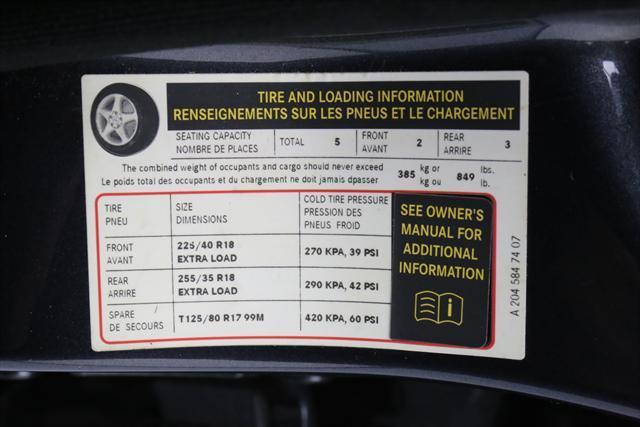 TIRE AND LOADING INFORMATION
RENSEIGNEMENTS SUR LES PNEUS ET LE CHARGEMENT
SEATING CAPACITY
NOMBRE DE PLACES
TOTAL 5
FRONT
AVANT
2
REAR
ARRIERE
3
The combined weight of occupants and cargo should never exceed
Le poids total des occupants et du chargement ne doit jamais dpasser
385 kg or
kg ou
849 lbs.
lb.
TIRE
PNEU
SIZE
DIMENSIONS
COLD TIRE PRESSURE
PRESSION DES
PNEUS FROID
FRONT
AVANT
225/40 R18
EXTRA LOAD
270 KPA, 39 PSI
REAR
ARRIERE
255/35 R18
EXTRA LOAD
290 KPA, 42 PSI
SPARE
DE SECOURS
T125/80 R17 99M
420 KPA, 60 PSI
SEE OWNER'S
MANUAL FOR
ADDITIONAL
INFORMATION
A 204 584 74 07